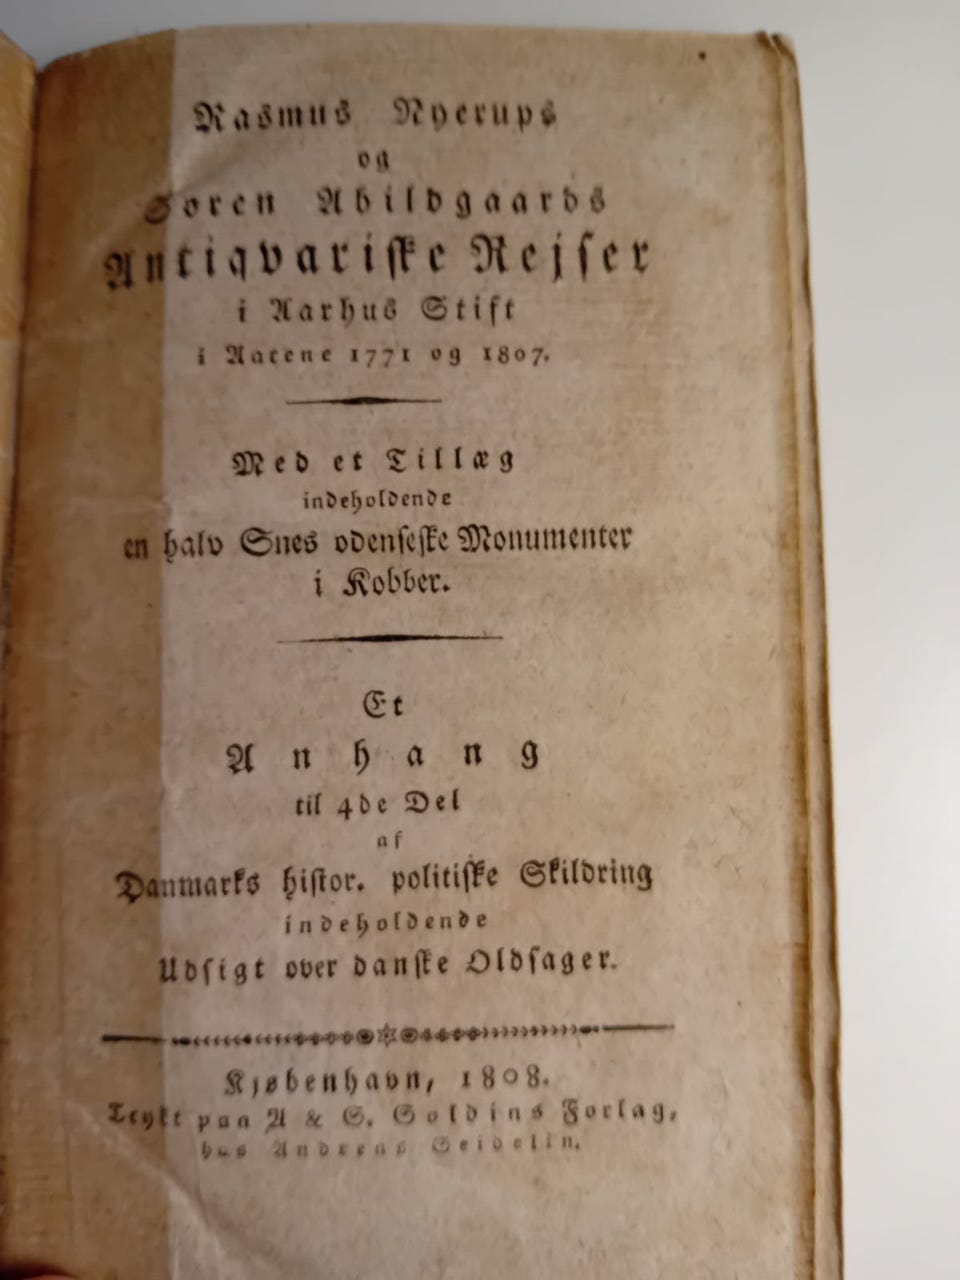 Rasmus Nyerups
og
Søren Abildgaards
Antiqvariske Rejser
i Aarhus Stift
i Aarene 1771 og 1807.
Med et Tillæg
indeholdende
en halv Snes odenseske Monumenter
i Kobber.
Et
Anhang
til 4de Del
af
Danmarks histor. politiske Skildring
indeholdende
Udsigt over danske Oldsager.
Kjøbenhavn, 1808.
Trykt paa A & S. Soldins Forlag,
hos Andreas Seidelin.